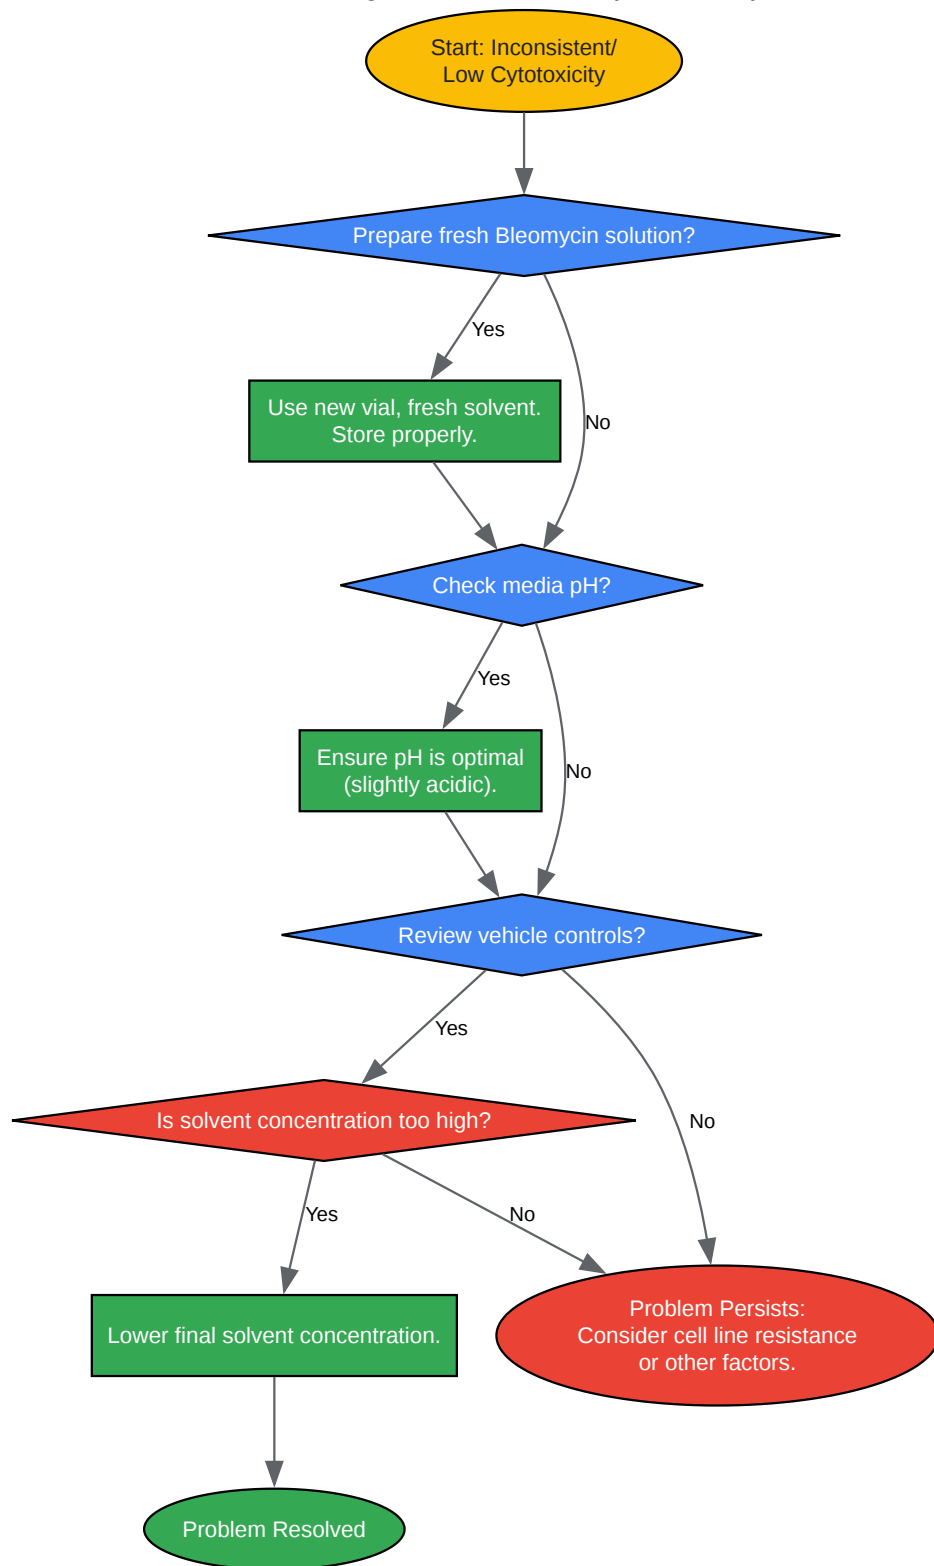 Start: Inconsistent/
Low Cytotoxicity
Prepare fresh Bleomycin solution?
Yes
Use new vial, fresh solvent.
Store properly.
No
Check media pH?
Yes
Ensure pH is optimal
(slightly acidic).
No
Review vehicle controls?
Yes
Is solvent concentration too high?
No
Yes
No
Lower final solvent concentration.
Problem Persists:
Consider cell line resistance
or other factors.
Problem Resolved